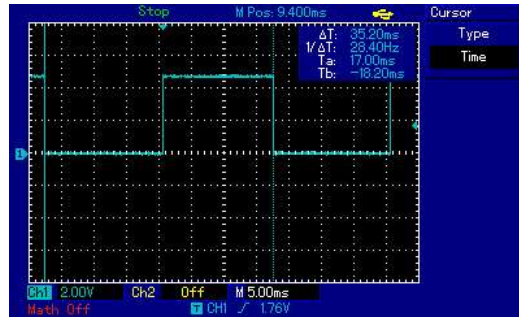 Stop M Pos: 9.400ms Cursor
ΔT: 35.20ms Type
1/ΔT: 28.40Hz
Ta: 17.00ms Time
Tb: -18.20ms
1
Ch1 2.00V Ch2 Off M 5.00ms
Math Off T CH1 1.76V